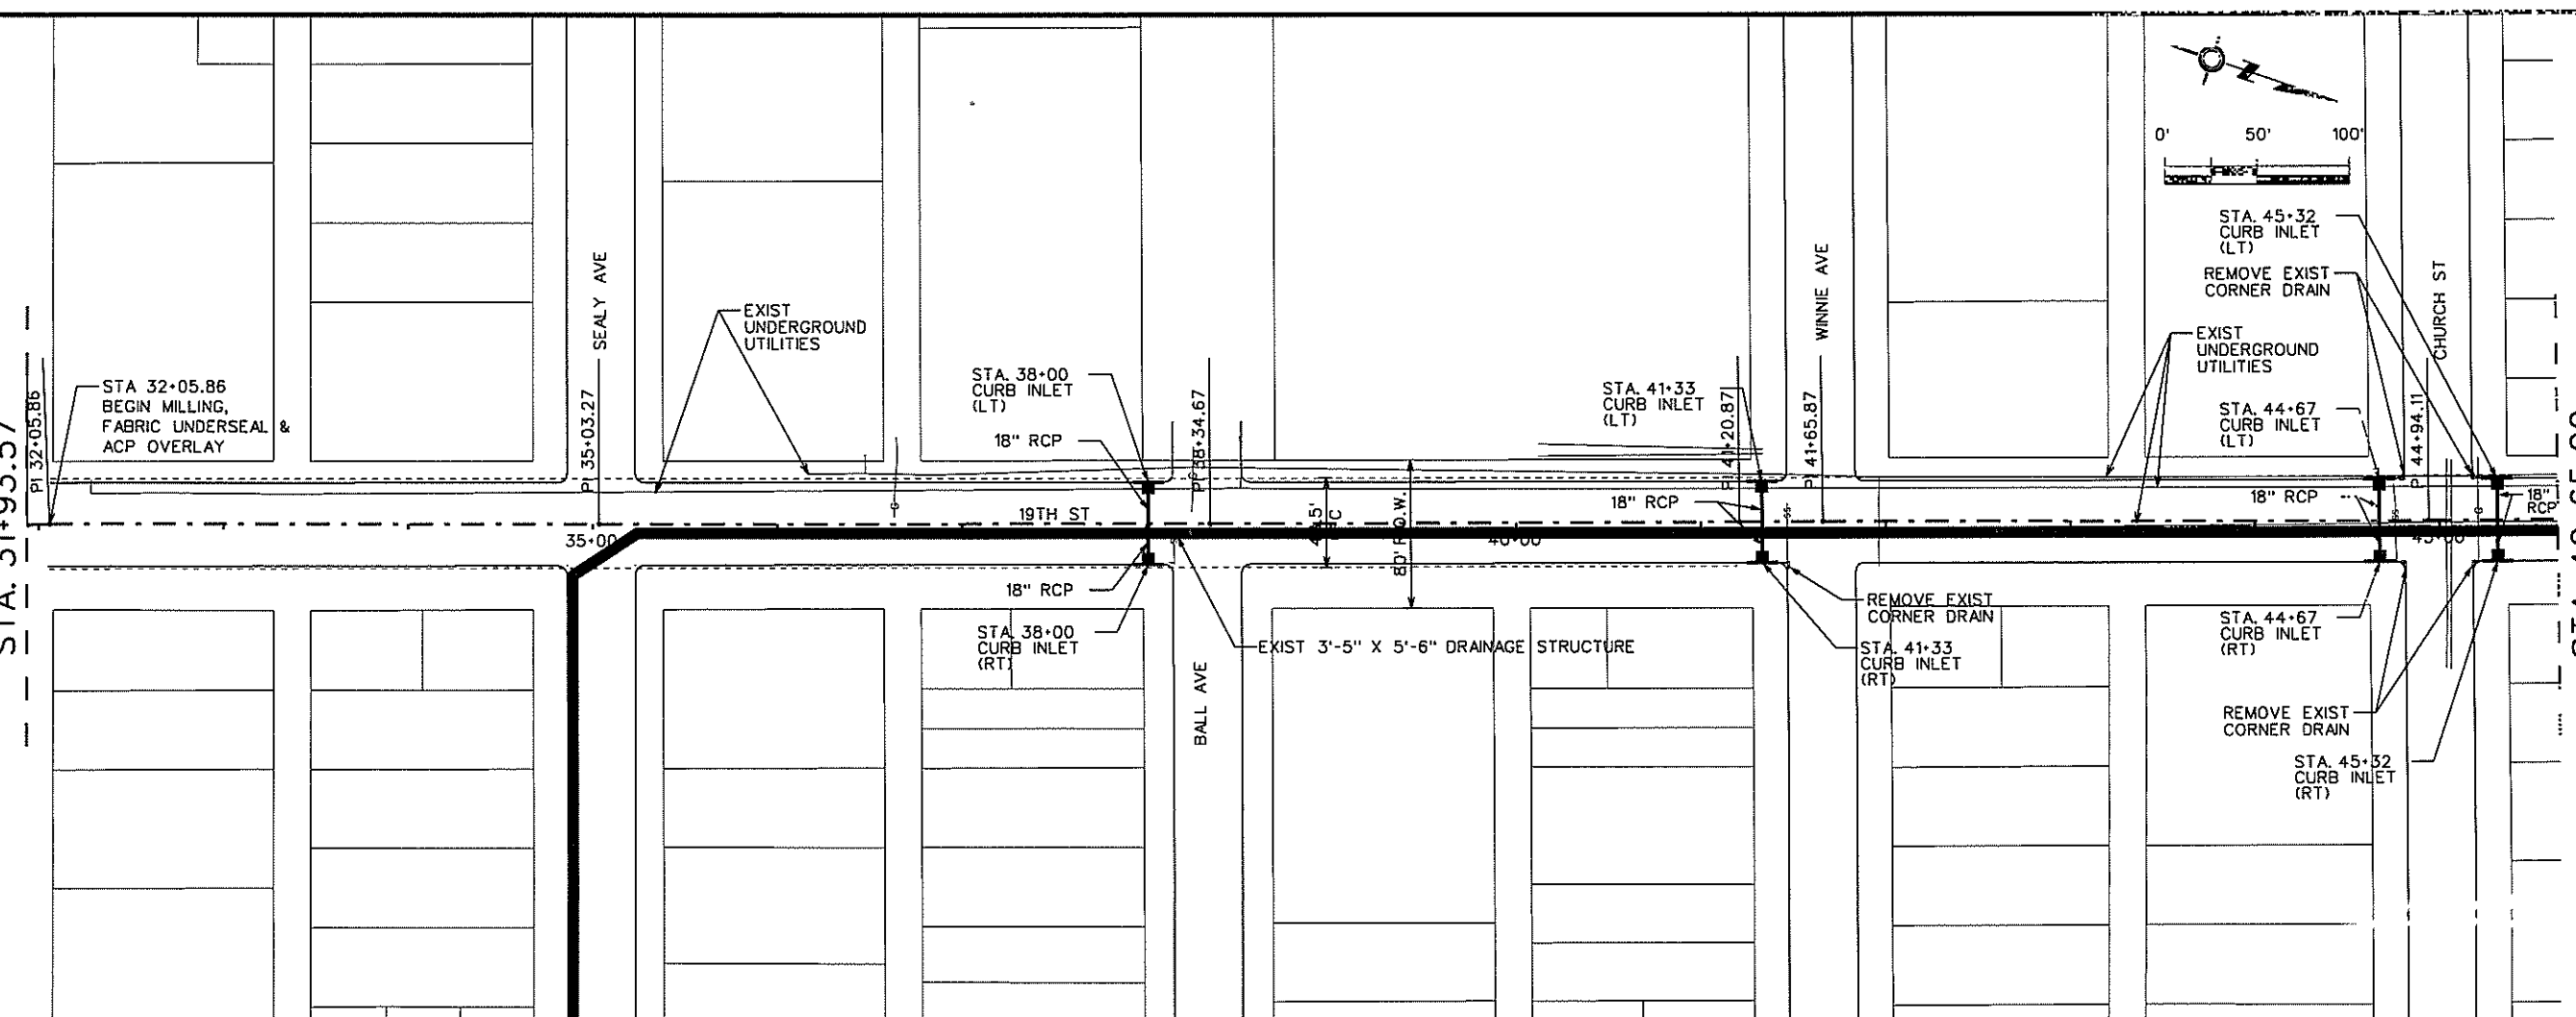 0' 50' 100'
STA. 45+32
CURB INLET
(LT)
REMOVE EXIST
CORNER DRAIN
CHURCH ST
SEALY AVE
WINNIE AVE
EXIST
UNDERGROUND
UTILITIES
EXIST
UNDERGROUND
UTILITIES
STA 32+05.86
BEGIN MILLING,
FABRIC UNDERSEAL &
ACP OVERLAY
PI 32+05.86
PI 35+03.27
STA. 38+00
CURB INLET
(LT)
18" RCP
38+34.67
STA. 41+33
CURB INLET
(LT)
18" RCP
PI 41+20.87
PI 41+65.87
STA. 44+67
CURB INLET
(LT)
18" RCP
PI 44+94.11
18"
RCP
19TH ST
35+00
40+00
45+00
80' R.O.W.
18" RCP
STA. 38+00
CURB INLET
(RT)
BALL AVE
EXIST 3'-5" X 5'-6" DRAINAGE STRUCTURE
REMOVE EXIST
CORNER DRAIN
STA. 41+33
CURB INLET
(RT)
STA. 44+67
CURB INLET
(RT)
REMOVE EXIST
CORNER DRAIN
STA. 45+32
CURB INLET
(RT)